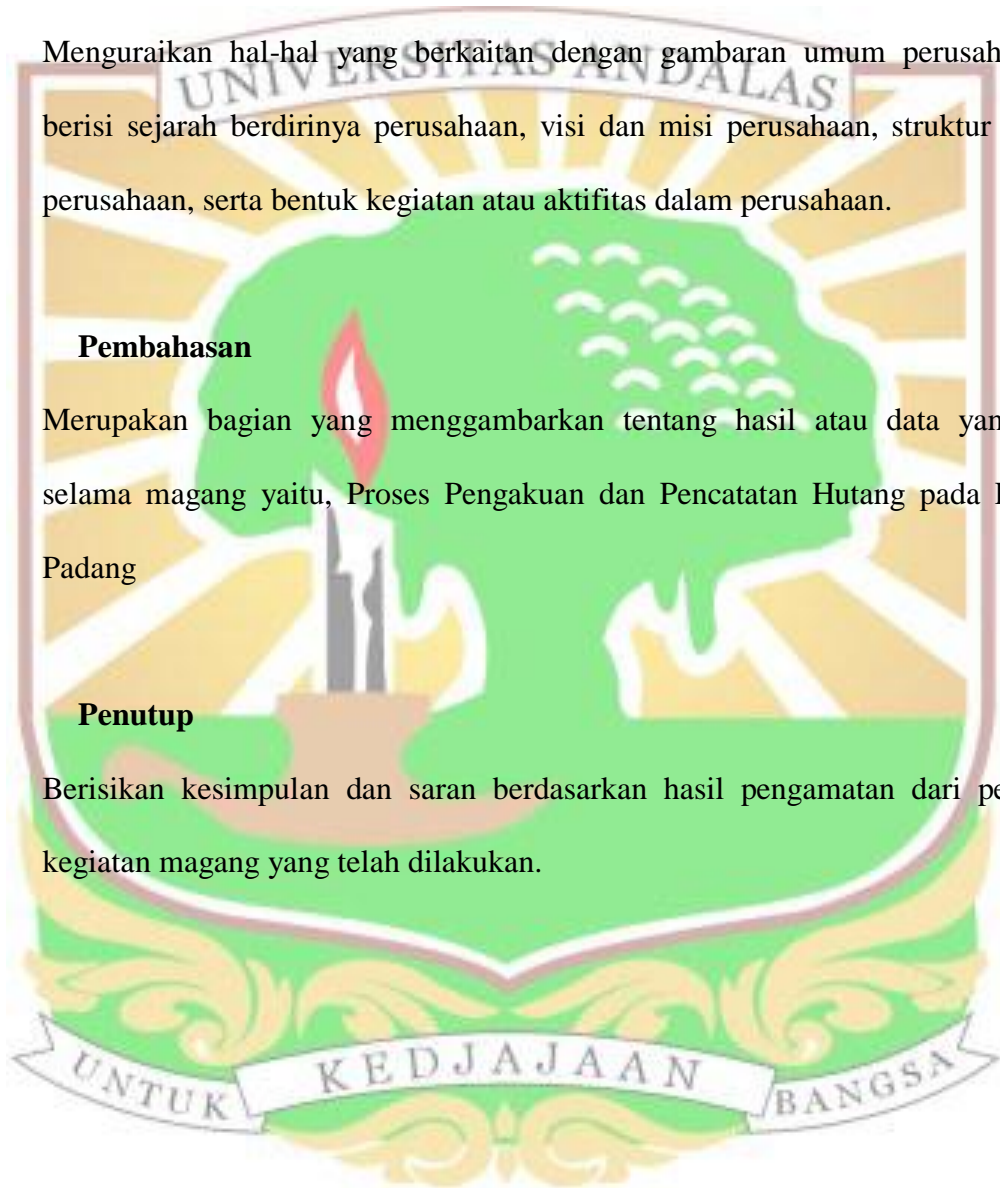 Menguraikan hal-hal yang berkaitan dengan gambaran umum perusah
UNIVERSITAS ANDALAS
berisi sejarah berdirinya perusahaan, visi dan misi perusahaan, struktur
perusahaan, serta bentuk kegiatan atau aktifitas dalam perusahaan.
Pembahasan
Merupakan bagian yang menggambarkan tentang hasil atau data yan
selama magang yaitu, Proses Pengakuan dan Pencatatan Hutang pada
Padang
Penutup
Berisikan kesimpulan dan saran berdasarkan hasil pengamatan dari pe
kegiatan magang yang telah dilakukan.
UNTUK KEDJAJAAN BANGSA